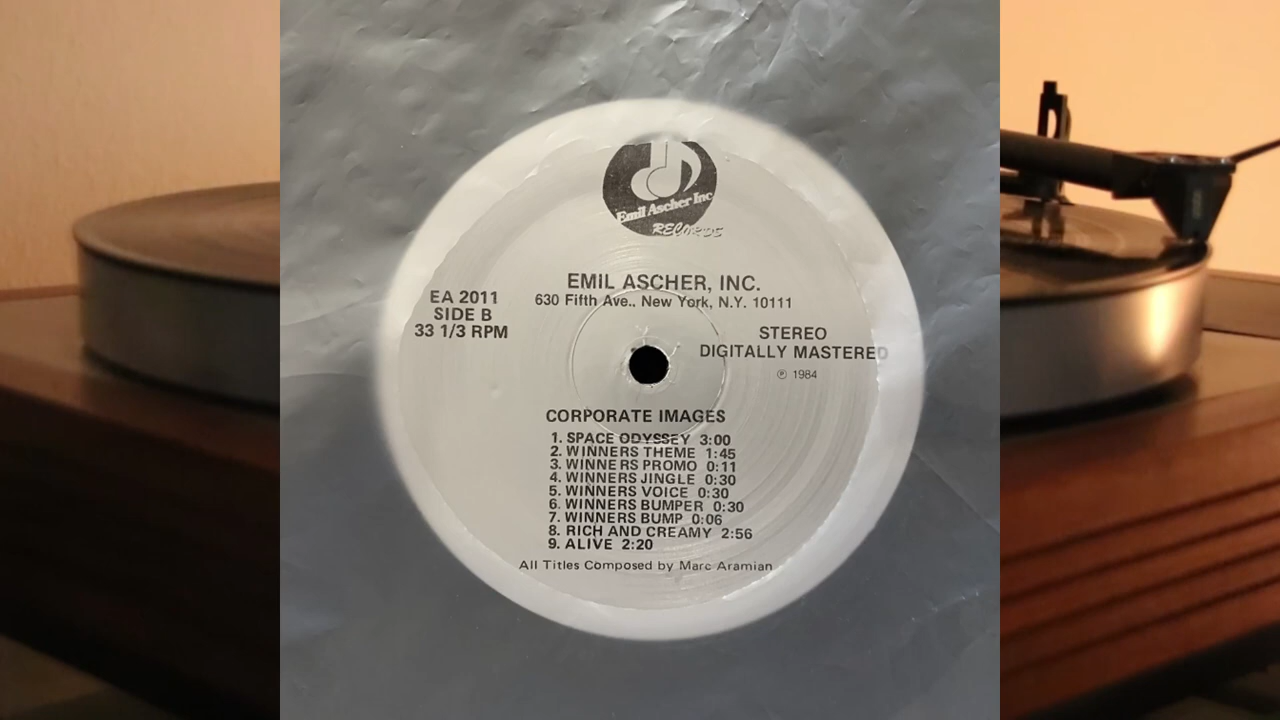 Emil Ascher Inc
RECORDS
EMIL ASCHER, INC.
630 Fifth Ave., New York, N.Y. 10111
EA 2011
SIDE B
33 1/3 RPM
STEREO
DIGITALLY MASTERED
℗ 1984
CORPORATE IMAGES
1. SPACE ODYSSEY 3:00
2. WINNERS THEME 1:45
3. WINNERS PROMO 0:11
4. WINNERS JINGLE 0:30
5. WINNERS VOICE 0:30
6. WINNERS BUMPER 0:30
7. WINNERS BUMP 0:06
8. RICH AND CREAMY 2:56
9. ALIVE 2:20
All Titles Composed by Marc Aramian